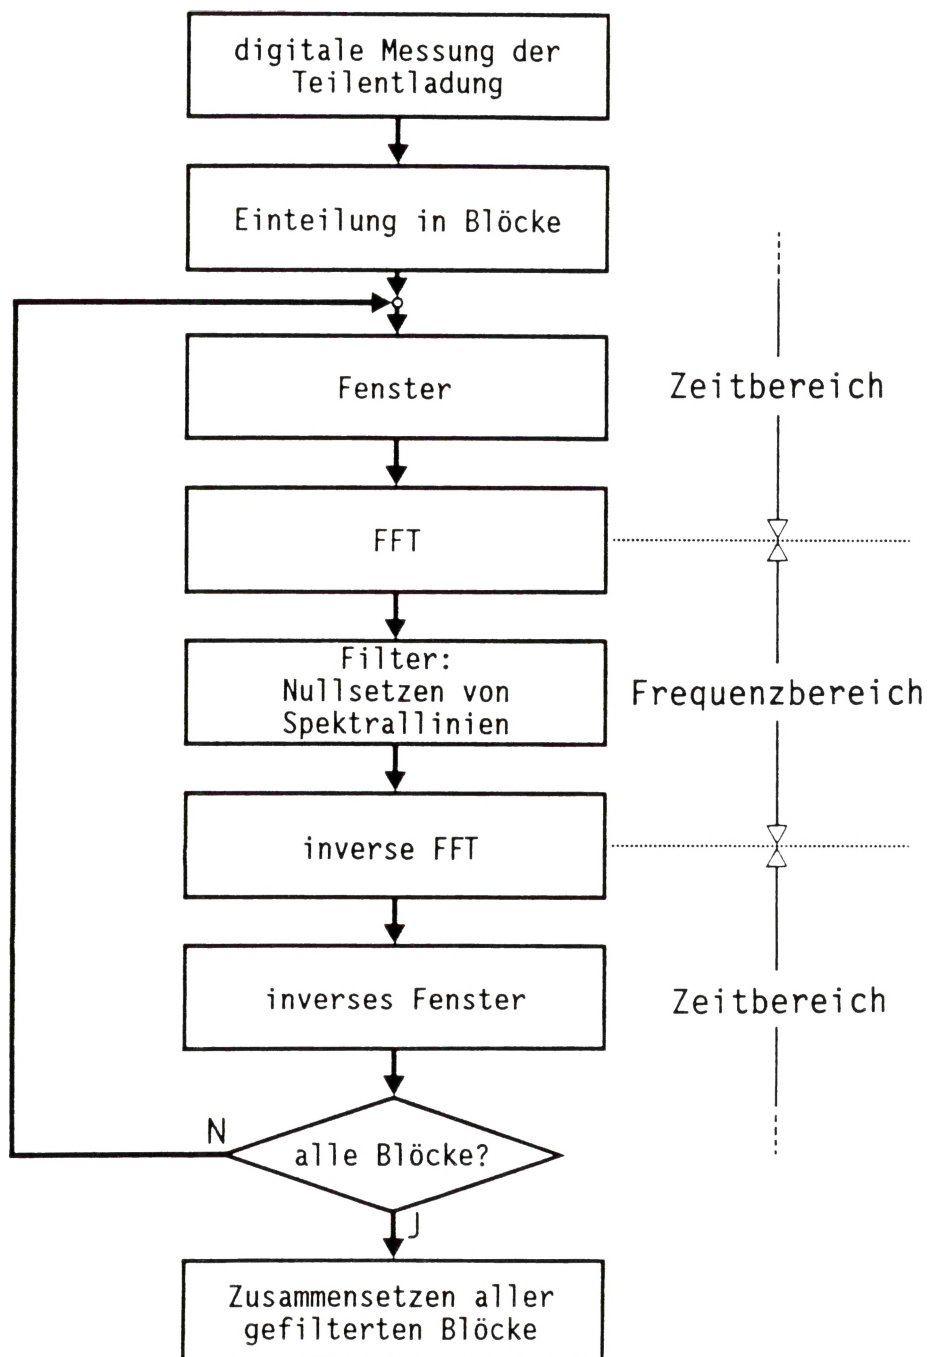 digitale Messung der
Teilentladung
Einteilung in Blöcke
Fenster
Zeitbereich
FFT
Filter:
Nullsetzen von
Spektrallinien
Frequenzbereich
inverse FFT
inverses Fenster
Zeitbereich
N
alle Blöcke?
J
Zusammensetzen aller
gefilterten Blöcke